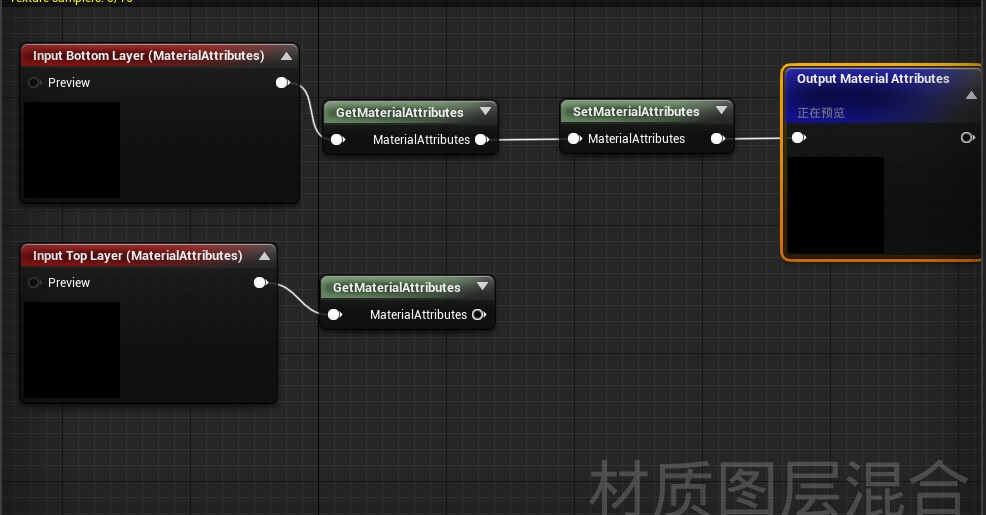 Texture samplers: 0/16
Input Bottom Layer (MaterialAttributes)
Preview
GetMaterialAttributes
MaterialAttributes
SetMaterialAttributes
MaterialAttributes
Output Material Attributes
正在预览
Input Top Layer (MaterialAttributes)
Preview
GetMaterialAttributes
MaterialAttributes
材质图层混合